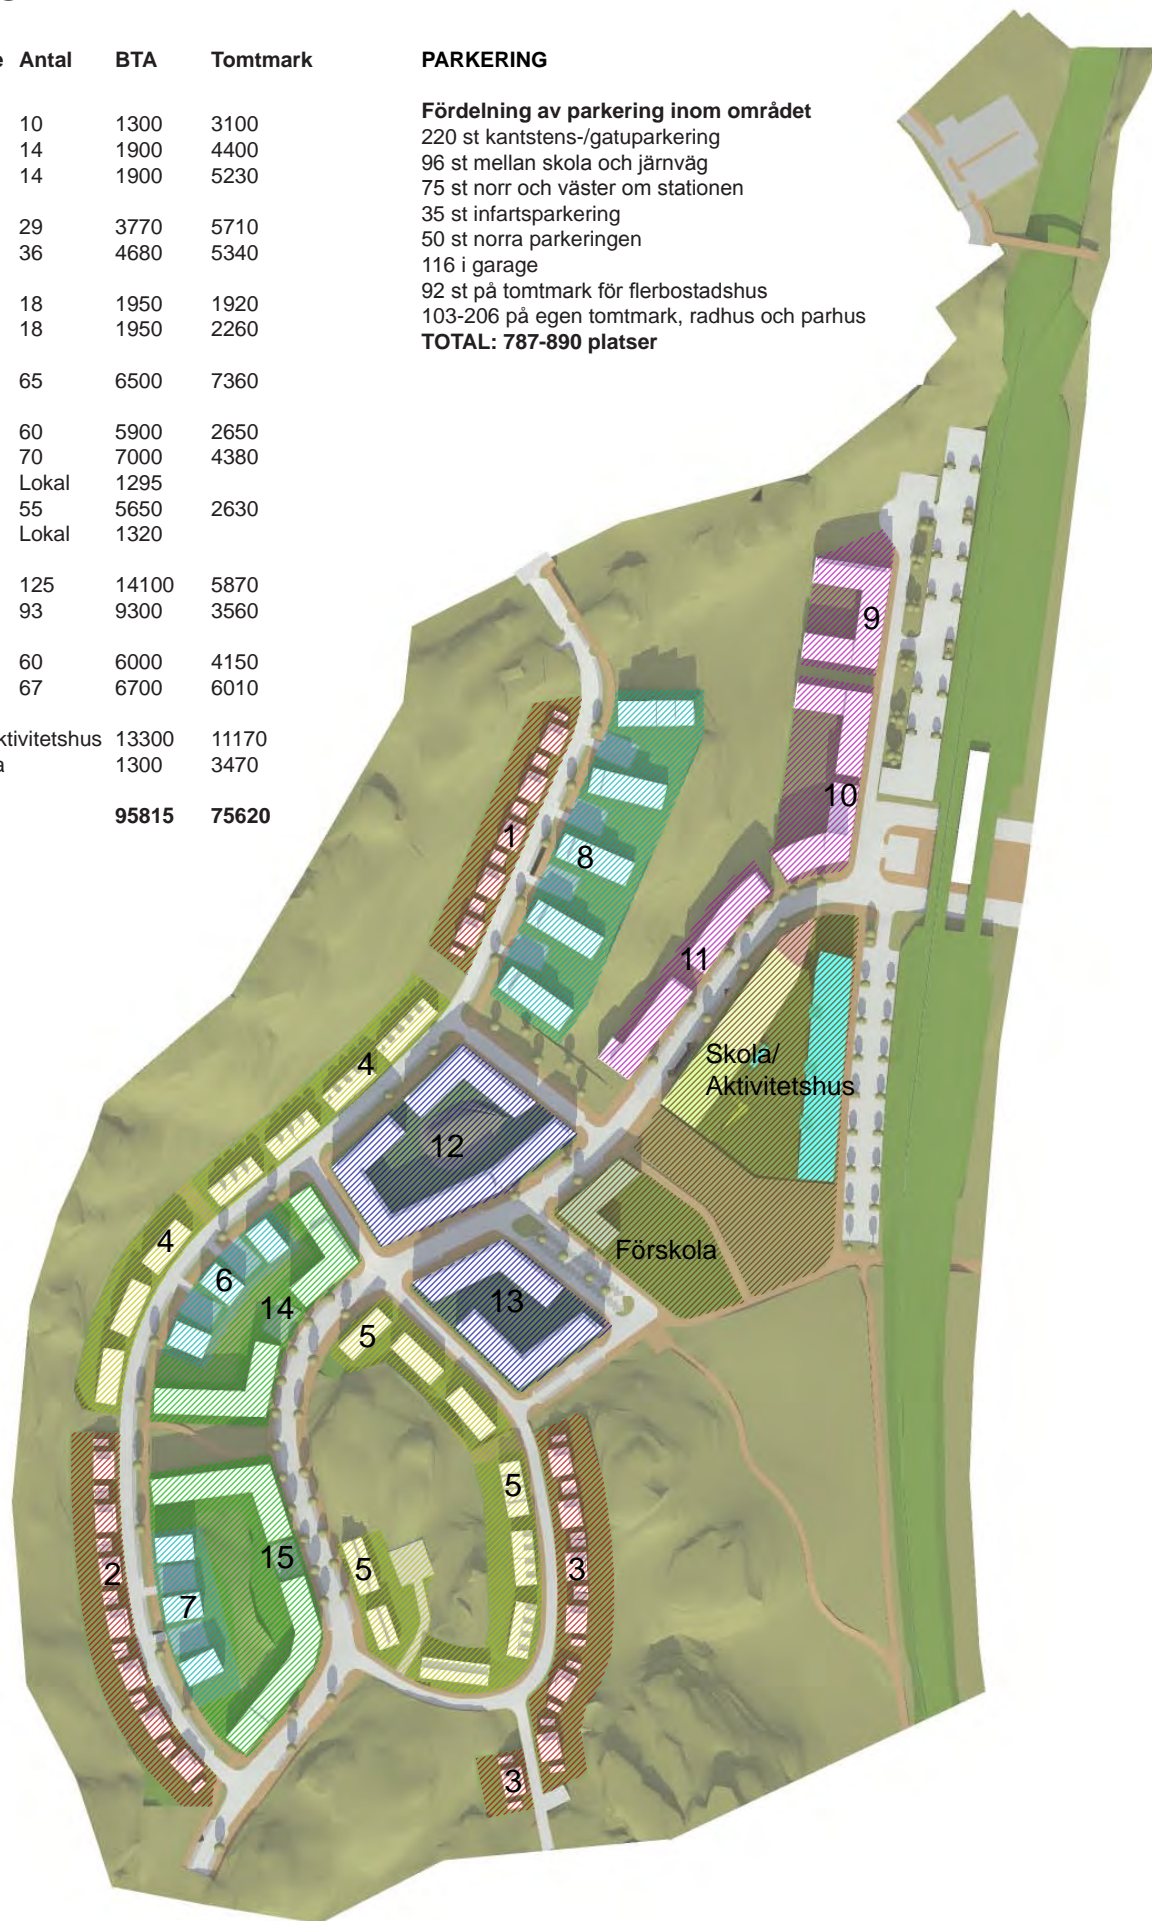 Antal BTA Tomtmark
10 1300 3100
14 1900 4400
14 1900 5230
29 3770 5710
36 4680 5340
18 1950 1920
18 1950 2260
65 6500 7360
60 5900 2650
70 7000 4380
Lokal 1295
55 5650 2630
Lokal 1320
125 14100 5870
93 9300 3560
60 6000 4150
67 6700 6010
ktivitetshus 13300 11170
a 1300 3470
95815 75620
PARKERING
Fördelning av parkering inom området
220 st kantstens-/gatuparkering
96 st mellan skola och järnväg
75 st norr och väster om stationen
35 st infartsparkering
50 st norra parkeringen
116 i garage
92 st på tomtmark för flerbostadshus
103-206 på egen tomtmark, radhus och parhus
TOTAL: 787-890 platser
9
10
1
8
11
Skola/
Aktivitetshus
4
12
4
6
14
Förskola
13
5
5
15
5
2
3
7
3